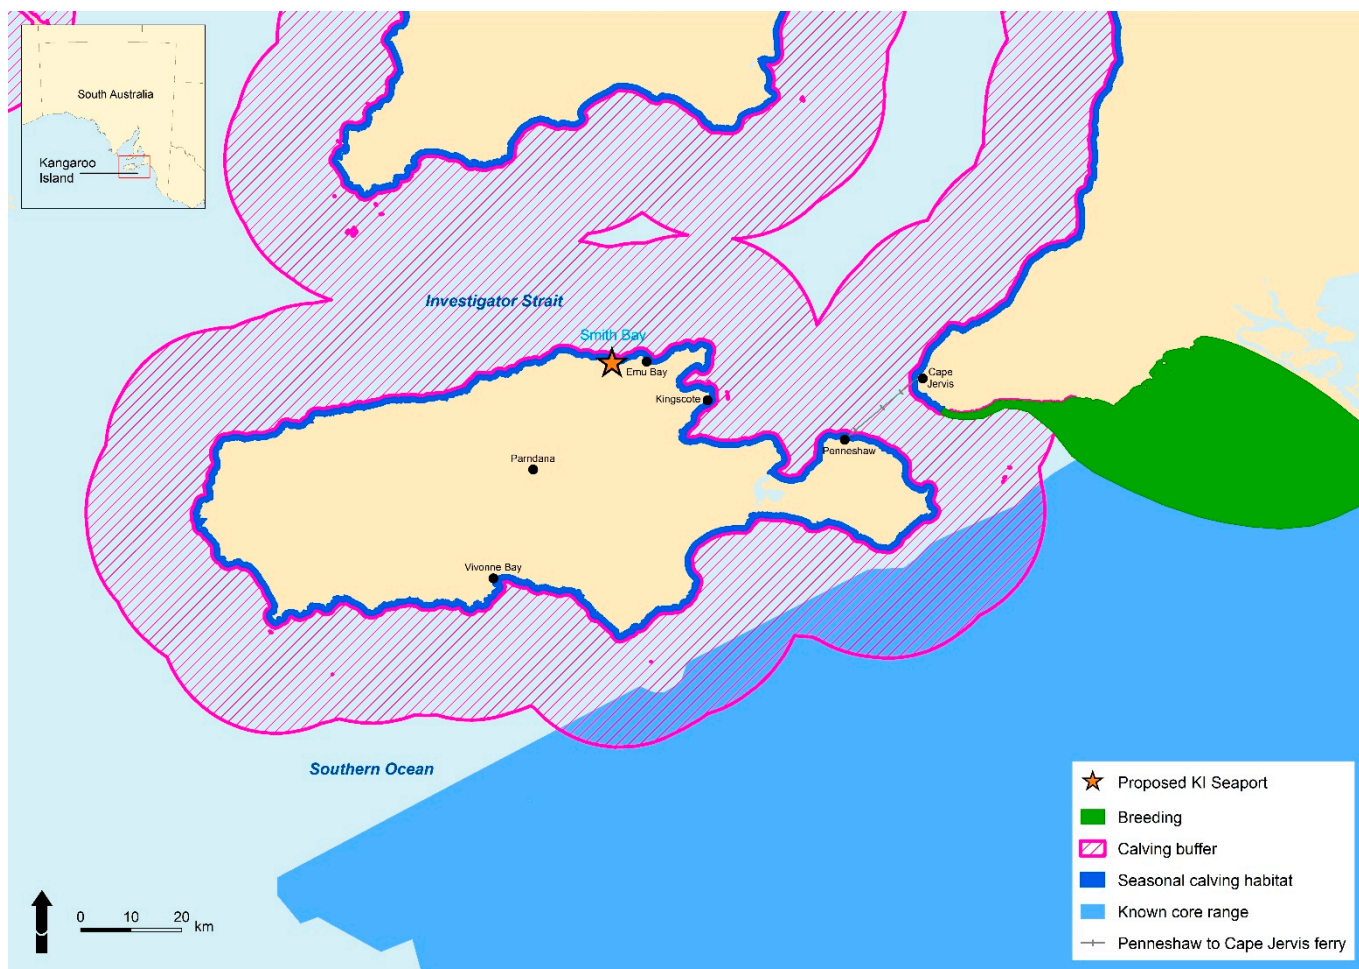 South Australia
Kangaroo
Island
Investigator Strait
Smith Bay
Emu Bay
Cape
Jervis
Kingscote
Penneshaw
Parndana
Vivonne Bay
Southern Ocean
Proposed KI Seaport
Breeding
Calving buffer
Seasonal calving habitat
Known core range
Penneshaw to Cape Jervis ferry
0 10 20
km